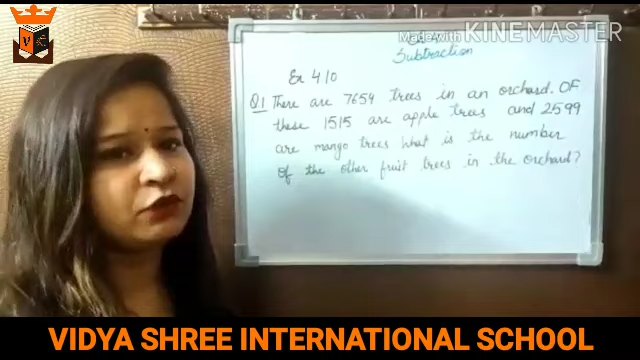 VC
Made with KINEMASTER
Subtraction
Ex 4.10
Q1 There are 7654 trees in an orchard. OF
these 1515 are apple trees and 2599
are mango trees What is the number
Of the other fruit trees in the orchard?
VIDYA SHREE INTERNATIONAL SCHOOL